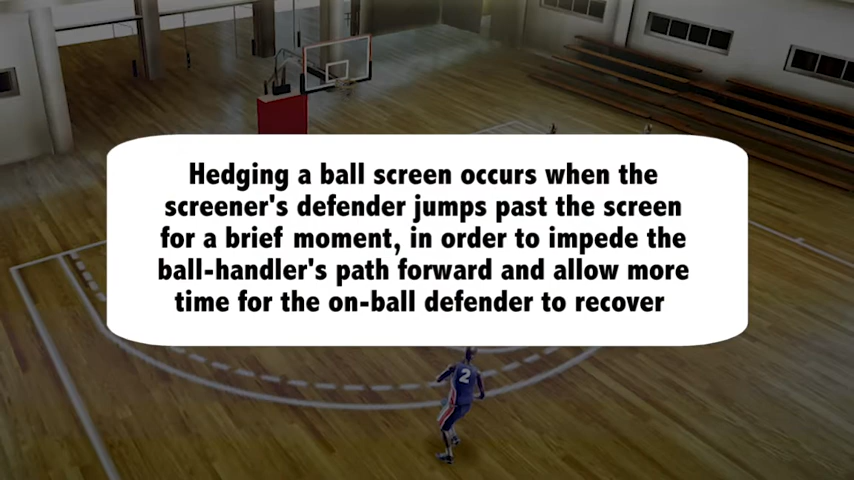 Hedging a ball screen occurs when the
screener's defender jumps past the screen
for a brief moment, in order to impede the
ball-handler's path forward and allow more
time for the on-ball defender to recover
2